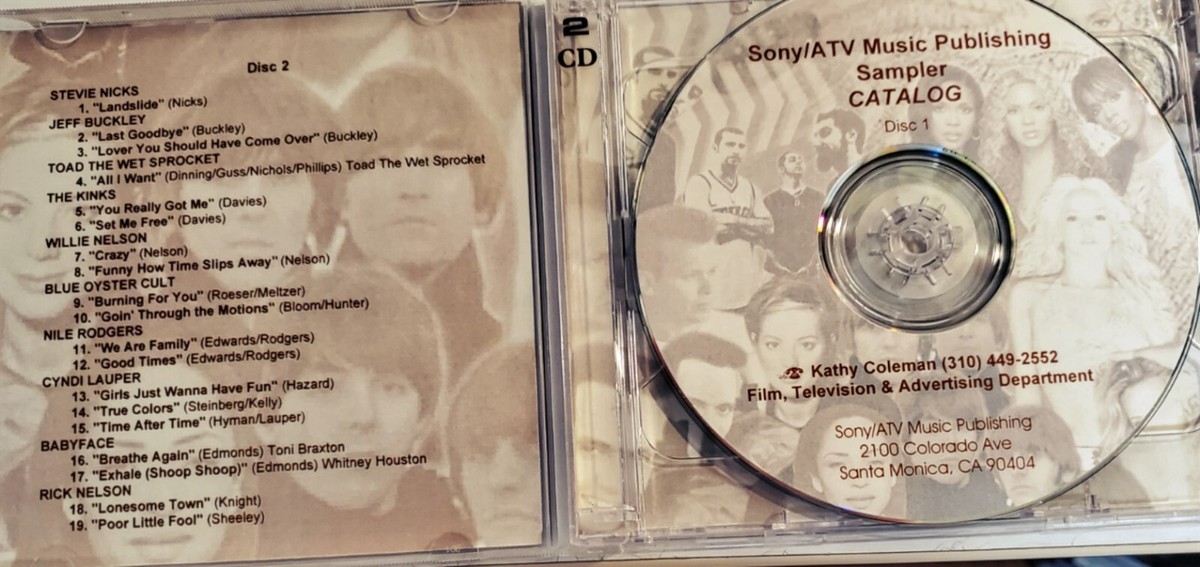 Disc 2
STEVIE NICKS
1. "Landslide" (Nicks)
JEFF BUCKLEY
2. "Last Goodbye" (Buckley)
3. "Lover You Should Have Come Over" (Buckley)
TOAD THE WET SPROCKET
4. "All I Want" (Dinning/Guss/Nichols/Phillips) Toad The Wet Sprocket
THE KINKS
5. "You Really Got Me" (Davies)
6. "Set Me Free" (Davies)
WILLIE NELSON
7. "Crazy" (Nelson)
8. "Funny How Time Slips Away" (Nelson)
BLUE OYSTER CULT
9. "Burning For You" (Roeser/Meltzer)
10. "Goin' Through the Motions" (Bloom/Hunter)
NILE RODGERS
11. "We Are Family" (Edwards/Rodgers)
12. "Good Times" (Edwards/Rodgers)
CYNDI LAUPER
13. "Girls Just Wanna Have Fun" (Hazard)
14. "True Colors" (Steinberg/Kelly)
15. "Time After Time" (Hyman/Lauper)
BABYFACE
16. "Breathe Again" (Edmonds) Toni Braxton
17. "Exhale (Shoop Shoop)" (Edmonds) Whitney Houston
RICK NELSON
18. "Lonesome Town" (Knight)
19. "Poor Little Fool" (Sheeley)
2
CD
Sony/ATV Music Publishing
Sampler
CATALOG
Disc 1
☎ Kathy Coleman (310) 449-2552
Film, Television & Advertising Department
Sony/ATV Music Publishing
2100 Colorado Ave
Santa Monica, CA 90404